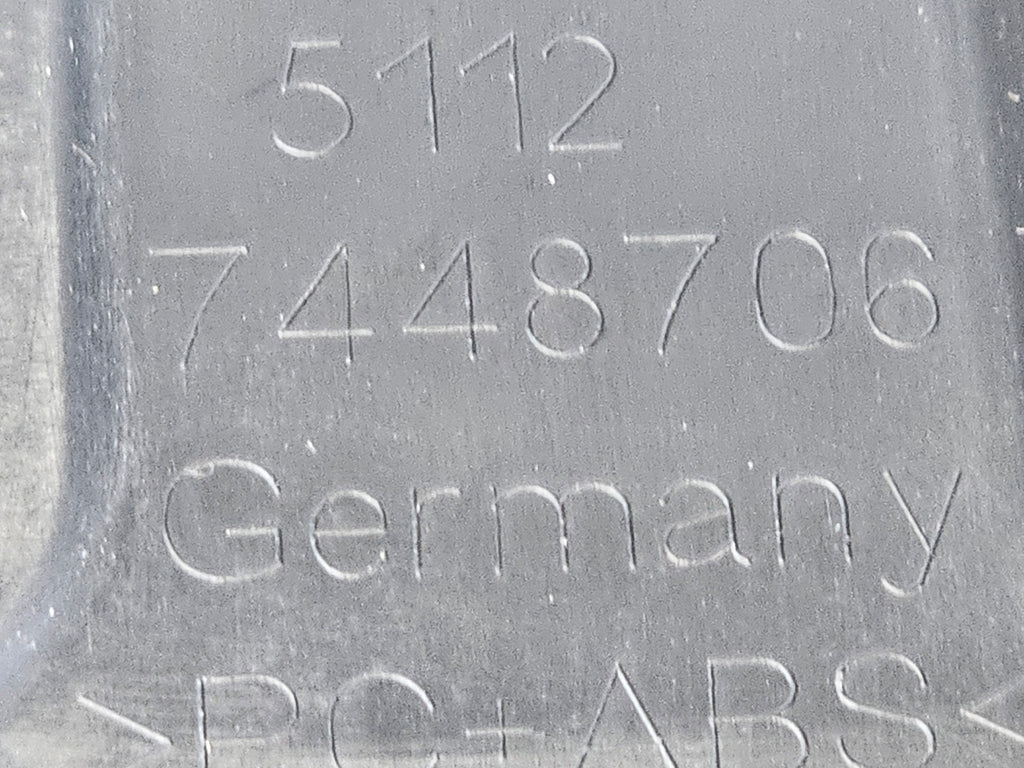 5112
7448706
Germany
>PC+ABS<